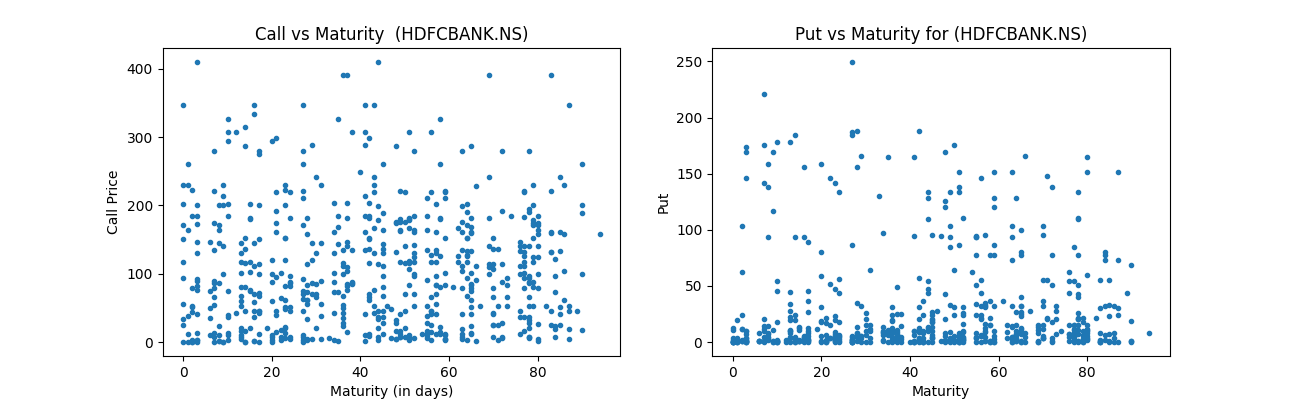 Call vs Maturity  (HDFCBANK.NS)
Call Price
400
300
200
100
0
0 20 40 60 80
Maturity (in days)
Put vs Maturity for (HDFCBANK.NS)
Put
250
200
150
100
50
0
0 20 40 60 80
Maturity